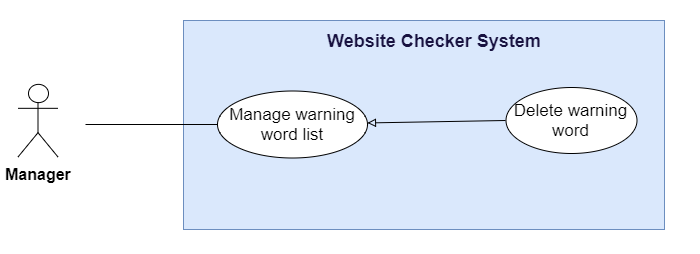 Website Checker System
Manage warning
word list
Delete warning
word
Manager